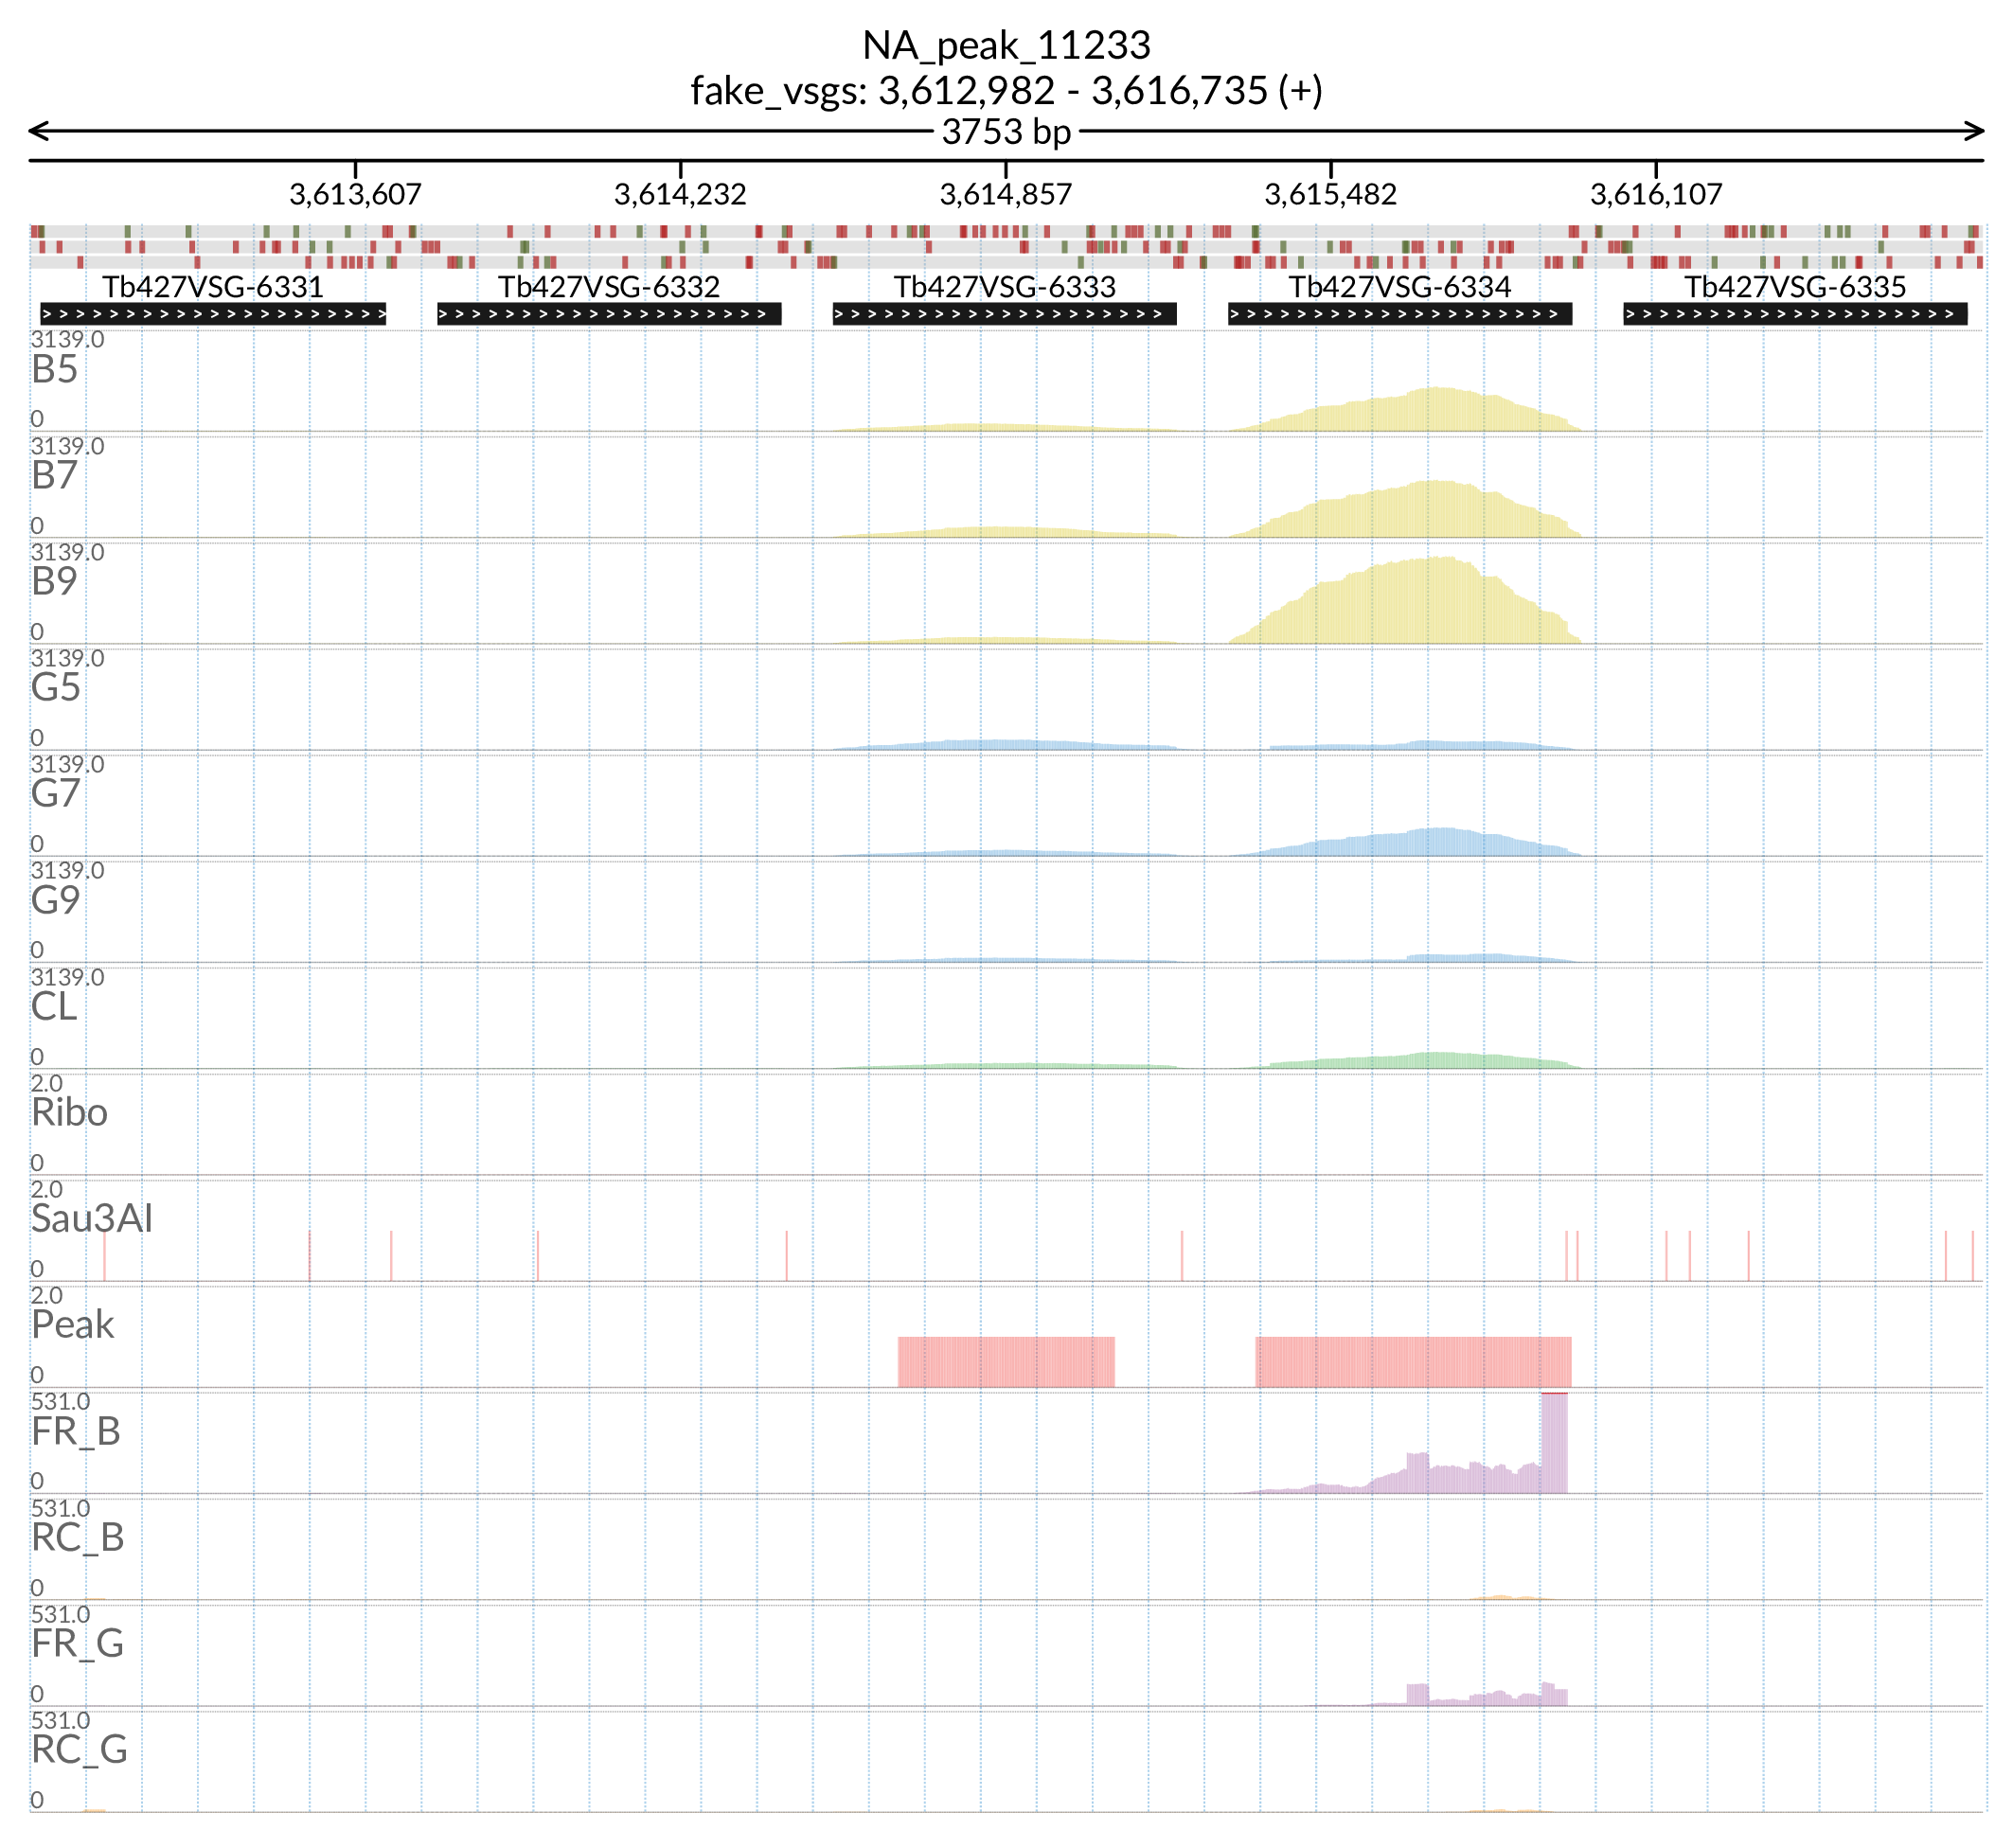 NA_peak_11233
fake_vsgs: 3,612,982 - 3,616,735 (+)
3753 bp
3,613,607 3,614,232 3,614,857 3,615,482 3,616,107
Tb427VSG-6331 Tb427VSG-6332 Tb427VSG-6333 Tb427VSG-6334 Tb427VSG-6335
3139.0
B5
0
3139.0
B7
0
3139.0
B9
0
3139.0
G5
0
3139.0
G7
0
3139.0
G9
0
3139.0
CL
0
2.0
Ribo
0
2.0
Sau3AI
0
2.0
Peak
0
531.0
FR_B
0
531.0
RC_B
0
531.0
FR_G
0
531.0
RC_G
0